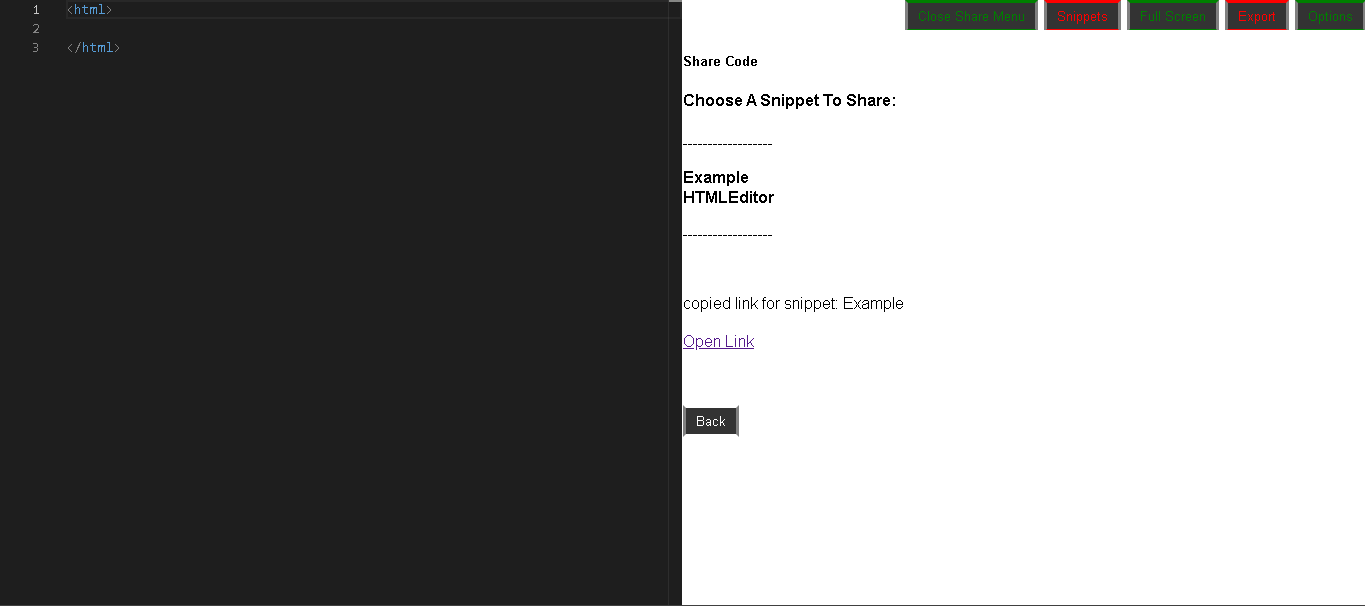 1 <html>
2
3 </html>
Close Share Menu Snippets Full Screen Export Options
Share Code
Choose A Snippet To Share:
------------------
Example
HTMLEditor
------------------
copied link for snippet: Example
Open Link
Back